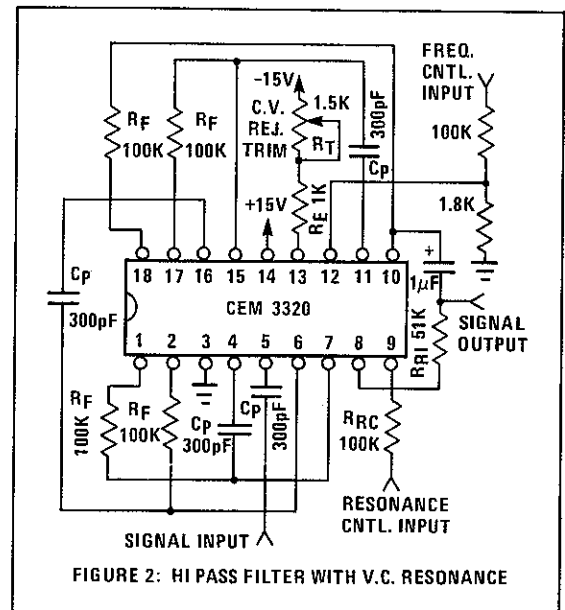 FREQ.
CNTL.
INPUT
−15V
C.V.
REJ.
TRIM
1.5K
RT
300pF
CP
100K
RF
100K
RF
100K
+15V
RE 1K
1.8K
CP
300pF
18 17 16 15 14 13 12 11 10
+
1µF
CEM 3320
SIGNAL
OUTPUT
1 2 3 4 5 6 7 8 9
RRI 51K
RF
100K
RF
100K
CP
300pF
CP
300pF
RRC
100K
RESONANCE
CNTL. INPUT
SIGNAL INPUT
FIGURE 2: HI PASS FILTER WITH V.C. RESONANCE